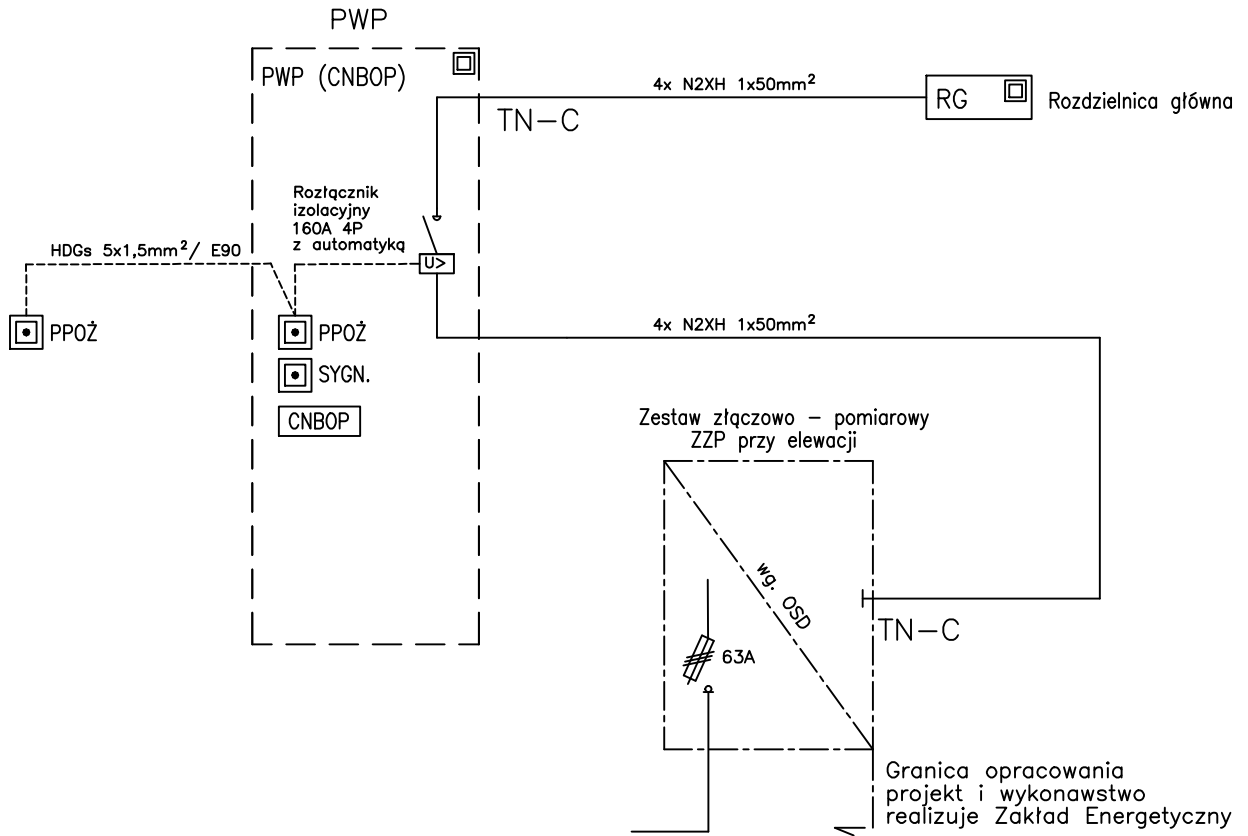 PWP
PWP (CNBOP)
4x N2XH 1x50mm²
RG
Rozdzielnica główna
TN-C
Rozłącznik
izolacyjny
160A 4P
z automatyką
HDGs 5x1,5mm²/ E90
U>
PPOŻ
PPOŻ
4x N2XH 1x50mm²
SYGN.
CNBOP
Zestaw złączowo – pomiarowy
ZZP przy elewacji
wg. OSD
TN-C
63A
Granica opracowania
projekt i wykonawstwo
realizuje Zakład Energetyczny